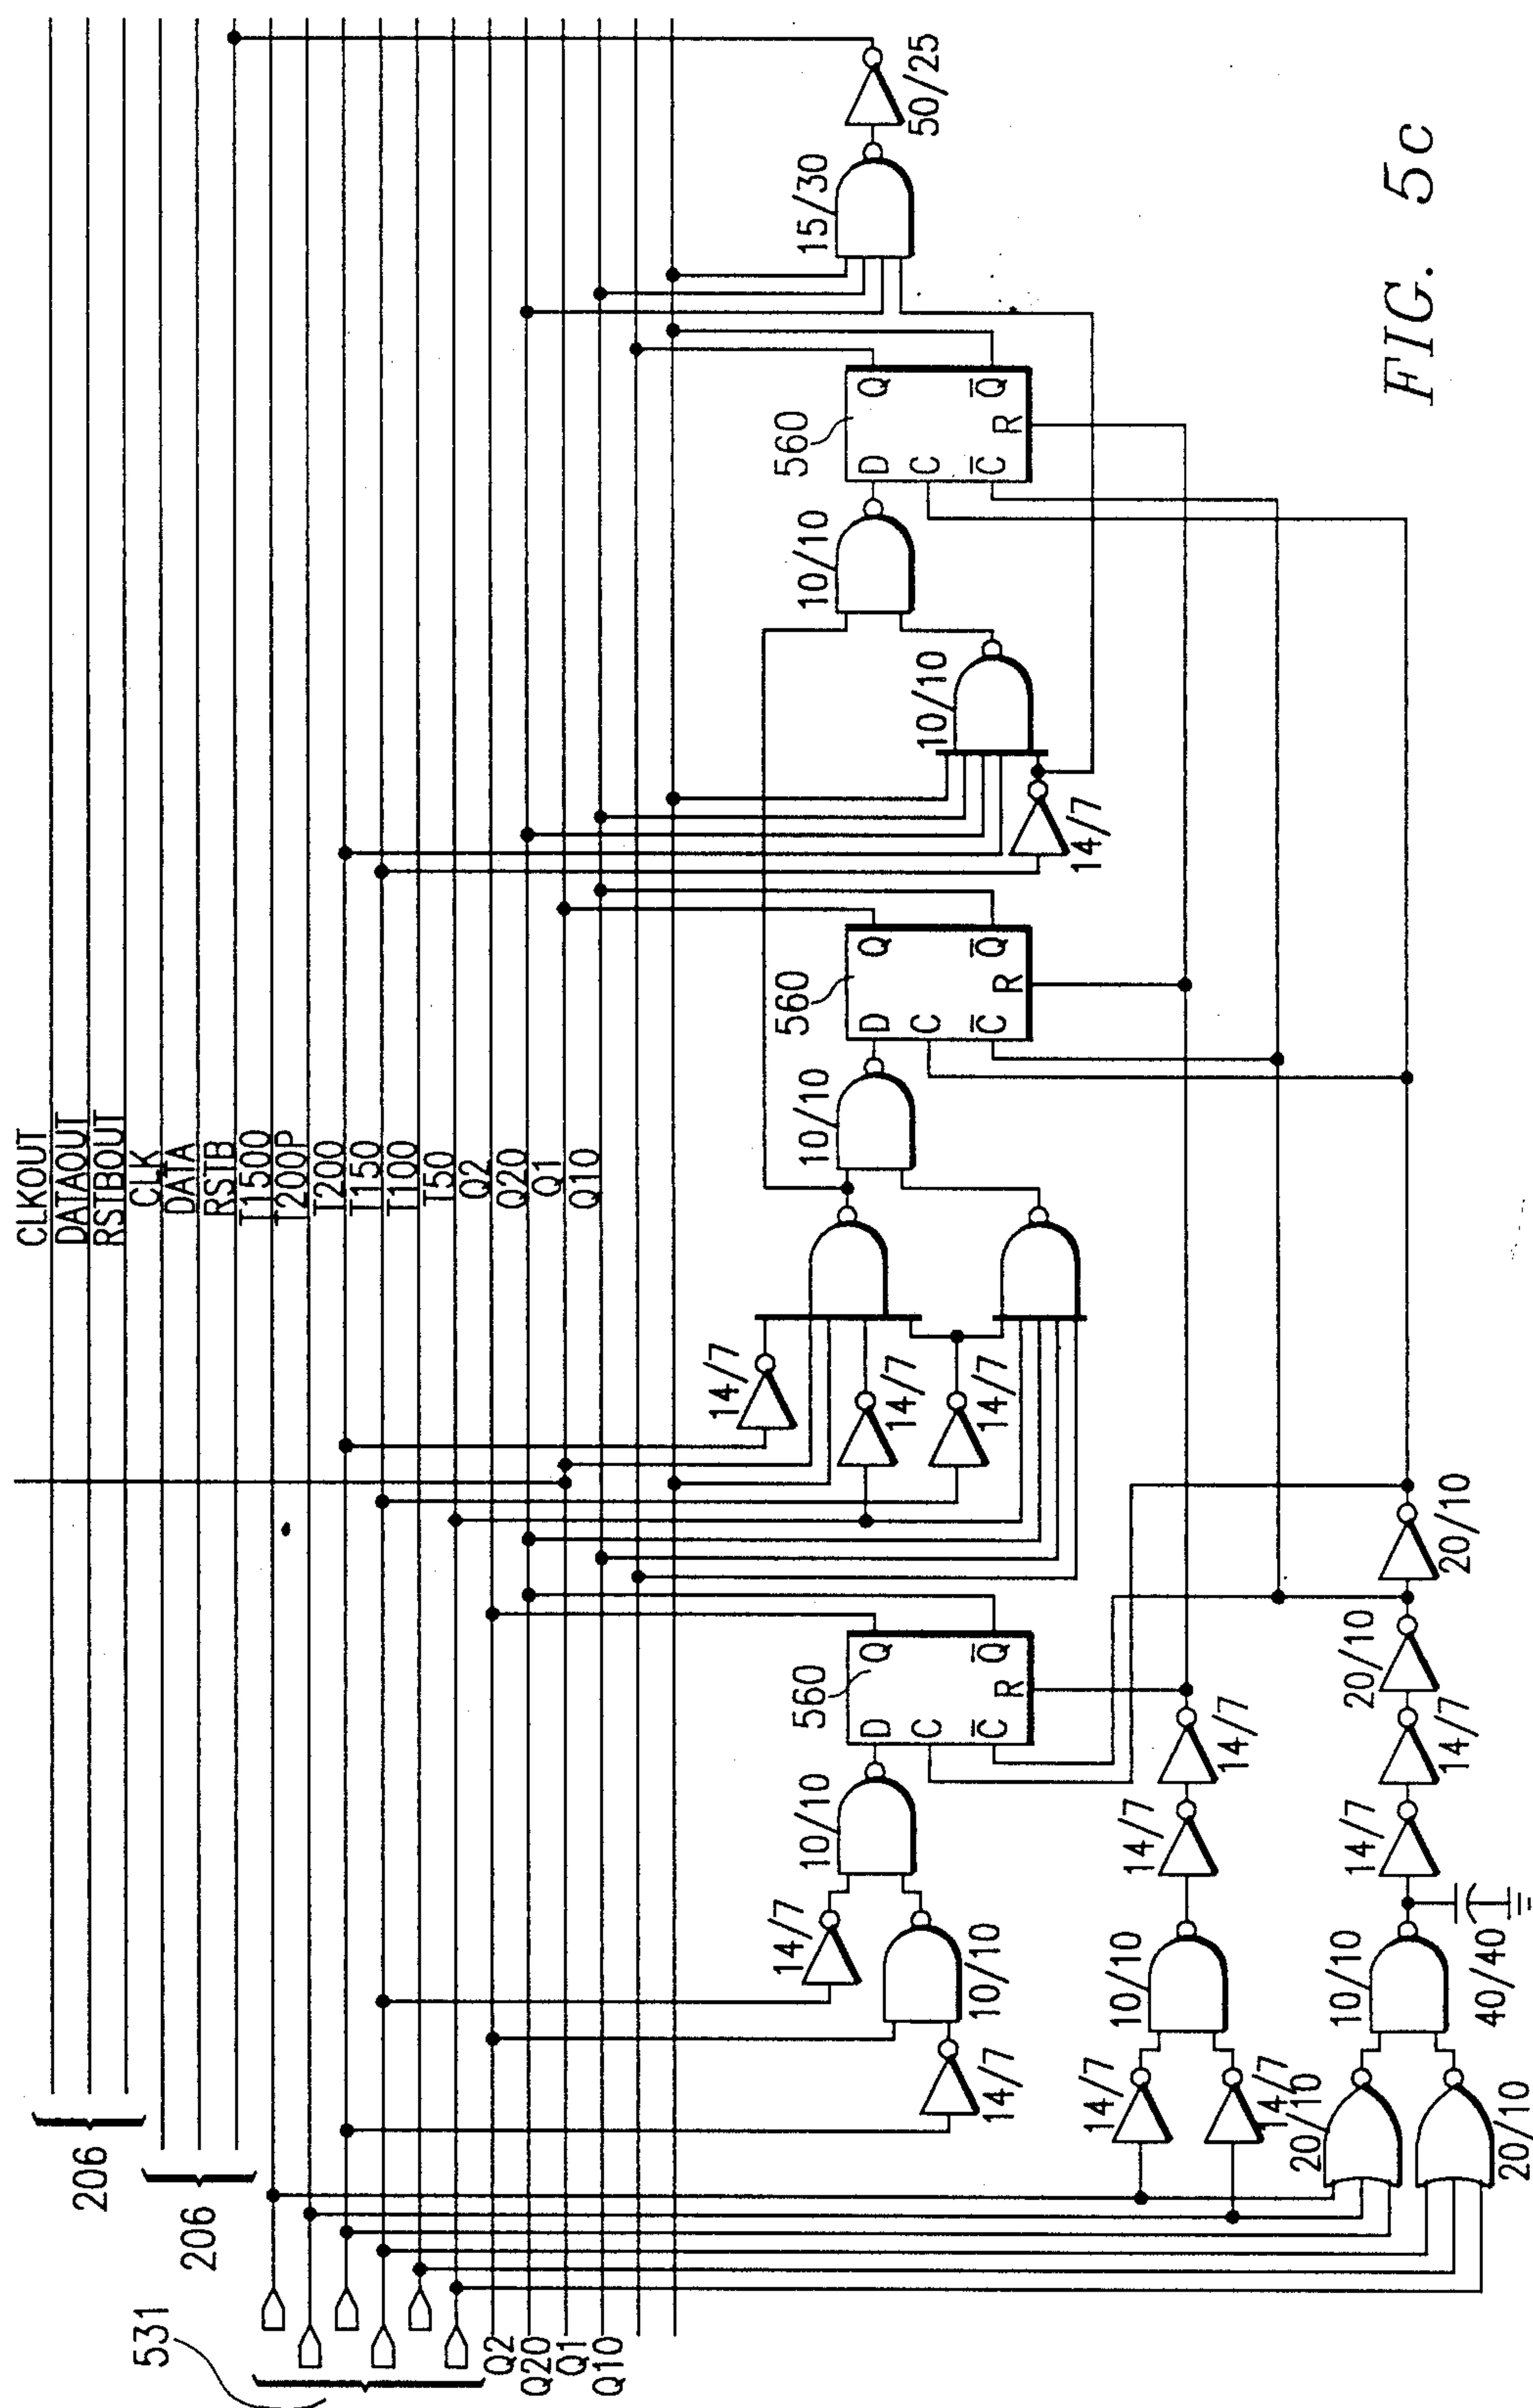 CLKOUT
DATAOUT
RSTBOUT
CLK
DATA
RSTB
T1500
T200P
T200
T150
T100
T50
Q2
Q20
Q1
Q10
206
206
531
Q2
Q20
Q1
Q10
50/25
15/30
560
Q
Q̅
D
C
C̅
R
10/10
10/10
14/7
560
Q
Q̅
D
C
C̅
R
10/10
14/7
14/7
14/7
560
Q
Q̅
D
C
C̅
R
10/10
14/7
10/10
14/7
14/7
14/7
10/10
14/7
14/7
20/10
20/10
14/7
14/7
10/10
40/40
20/10
20/10
FIG. 5c